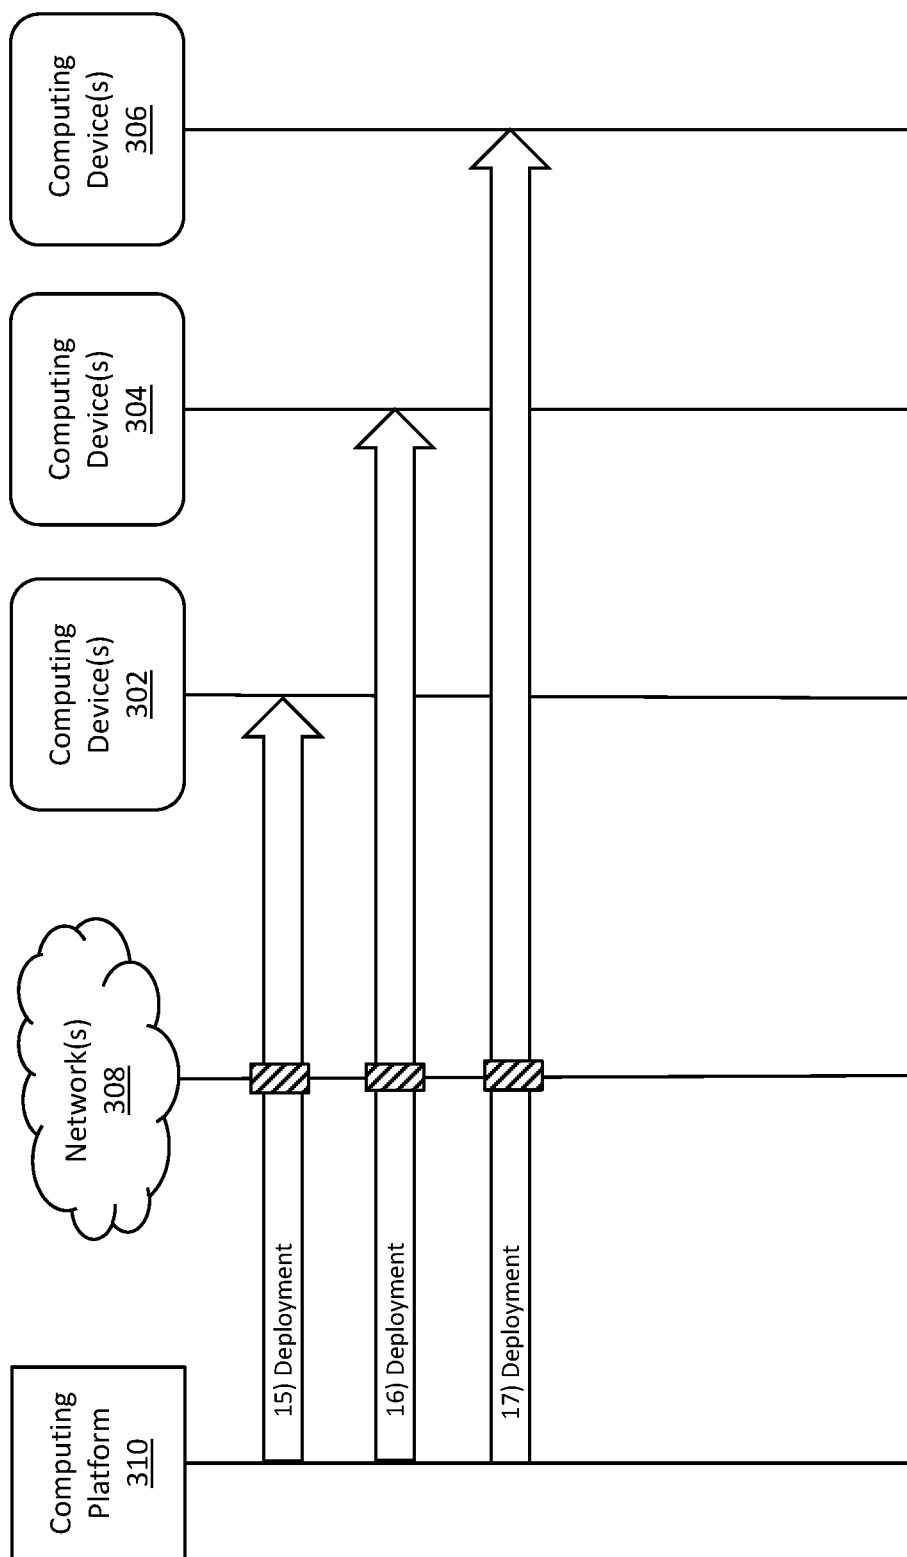 Computing
Platform
310
Network(s)
308
Computing
Device(s)
302
Computing
Device(s)
304
Computing
Device(s)
306
15) Deployment
16) Deployment
17) Deployment